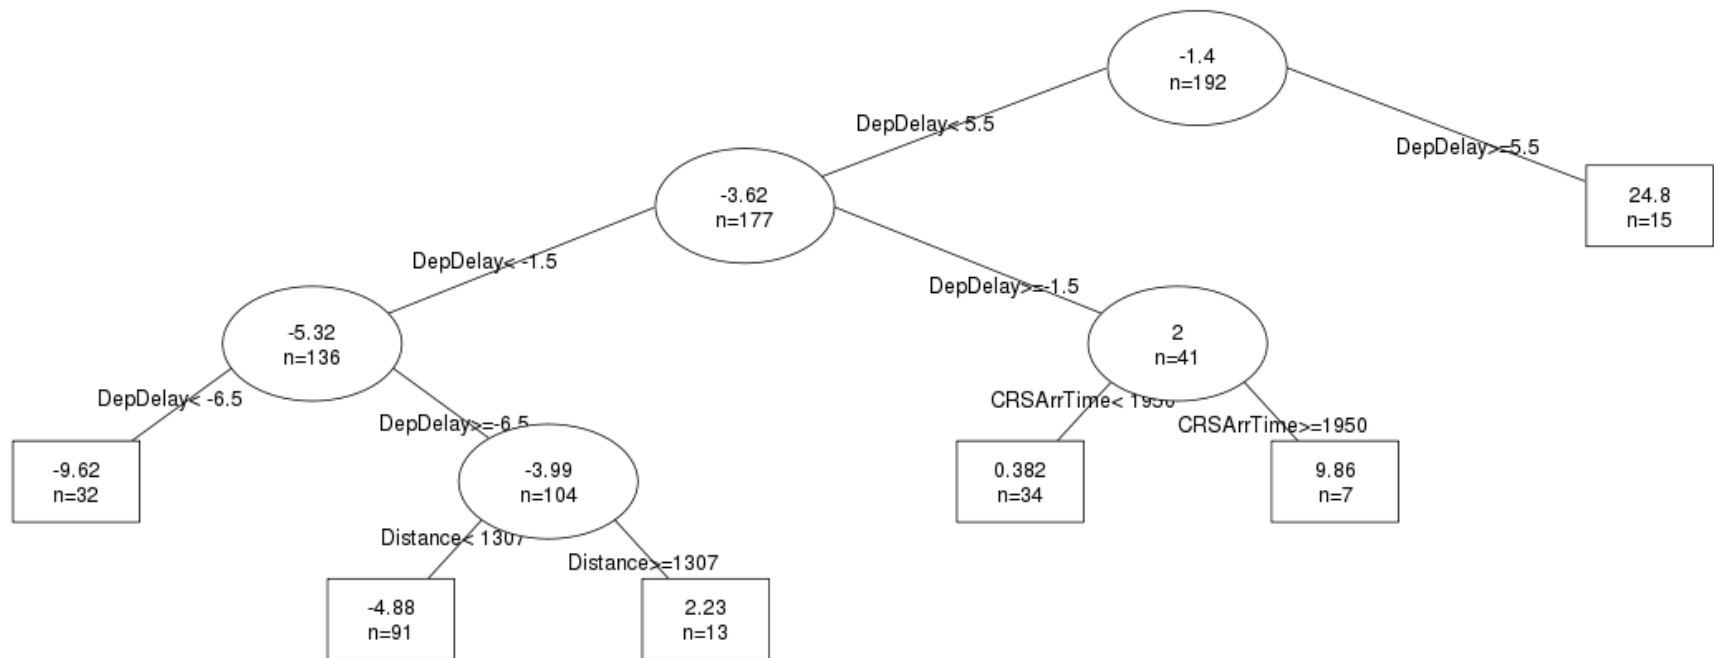 -1.4
n=192
DepDelay< 5.5
DepDelay>=5.5
-3.62
n=177
24.8
n=15
DepDelay< -1.5
DepDelay>=-1.5
-5.32
n=136
2
n=41
DepDelay< -6.5
DepDelay>=-6.5
CRSArrTime< 1950
CRSArrTime>=1950
-9.62
n=32
-3.99
n=104
0.382
n=34
9.86
n=7
Distance< 1307
Distance>=1307
-4.88
n=91
2.23
n=13